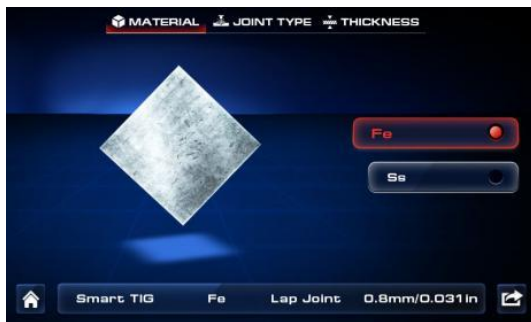 MATERIAL JOINT TYPE THICKNESS
Fe
Ss
Smart TIG Fe Lap Joint 0.8mm/0.031in